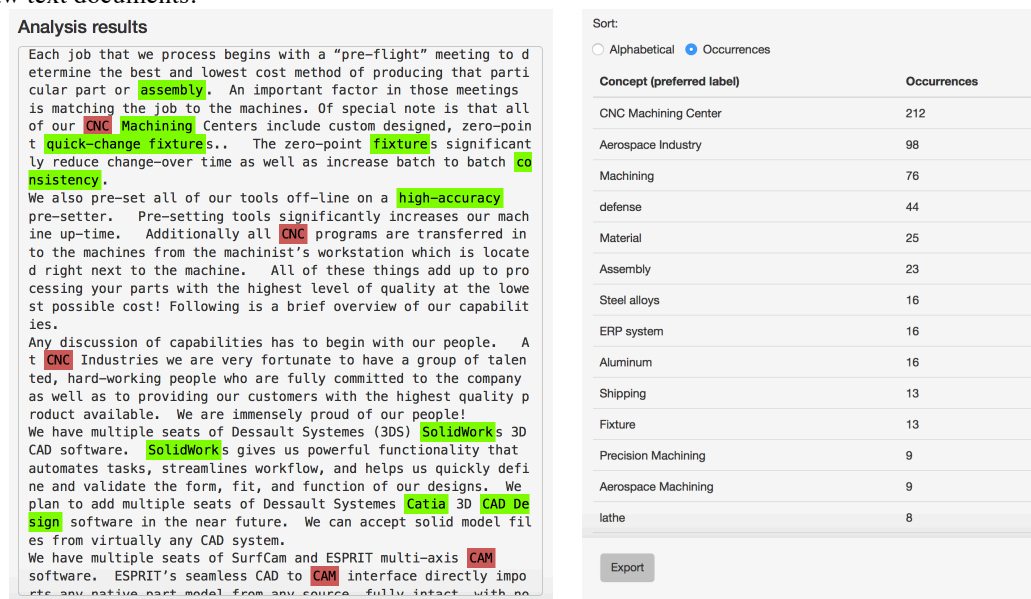 w text documents?
Analysis results
Each job that we process begins with a “pre-flight” meeting to d
etermine the best and lowest cost method of producing that parti
cular part or assembly.  An important factor in those meetings
is matching the job to the machines. Of special note is that all
of our CNC Machining Centers include custom designed, zero-poin
t quick-change fixtures..   The zero-point fixtures significant
ly reduce change-over time as well as increase batch to batch co
nsistency.
We also pre-set all of our tools off-line on a high-accuracy
pre-setter.   Pre-setting tools significantly increases our mach
ine up-time.   Additionally all CNC programs are transferred in
to the machines from the machinist’s workstation which is locate
d right next to the machine.   All of these things add up to pro
cessing your parts with the highest level of quality at the lowe
st possible cost! Following is a brief overview of our capabilit
ies.
Any discussion of capabilities has to begin with our people.   A
t CNC Industries we are very fortunate to have a group of talen
ted, hard-working people who are fully committed to the company
as well as to providing our customers with the highest quality p
roduct available.  We are immensely proud of our people!
We have multiple seats of Dessault Systemes (3DS) SolidWorks 3D
CAD software.  SolidWorks gives us powerful functionality that
automates tasks, streamlines workflow, and helps us quickly defi
ne and validate the form, fit, and function of our designs.  We
plan to add multiple seats of Dessault Systemes Catia 3D CAD De
sign software in the near future.  We can accept solid model fil
es from virtually any CAD system.
We have multiple seats of SurfCam and ESPRIT multi-axis CAM
software.  ESPRIT’s seamless CAD to CAM interface directly impo
rts any native part model from any source, fully intact, with no
Sort:
Alphabetical Occurrences
Concept (preferred label) Occurrences
CNC Machining Center 212
Aerospace Industry 98
Machining 76
defense 44
Material 25
Assembly 23
Steel alloys 16
ERP system 16
Aluminum 16
Shipping 13
Fixture 13
Precision Machining 9
Aerospace Machining 9
lathe 8
Export